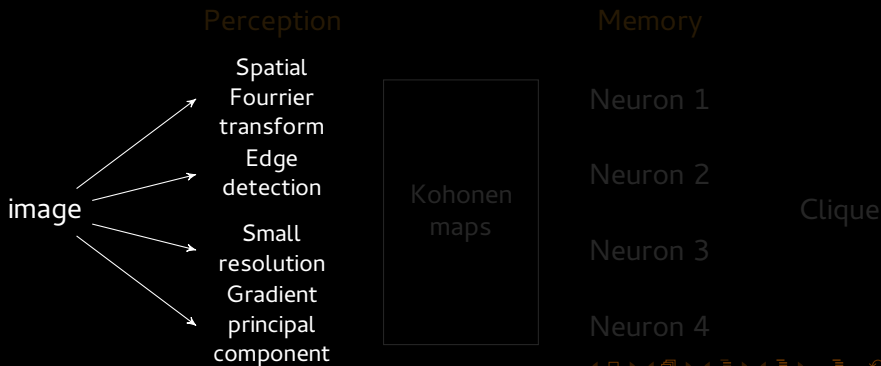 Perception
Memory
Spatial
Fourrier
transform
Edge
detection
Small
resolution
Gradient
principal
component
image
Kohonen
maps
Neuron 1
Neuron 2
Neuron 3
Neuron 4
Clique